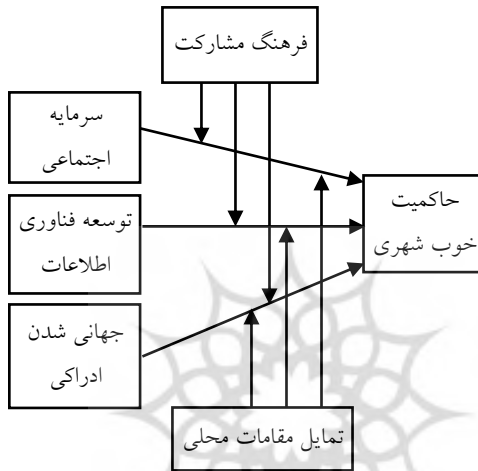 فرهنگ مشارکت
سرمایه
اجتماعی
حاکمیت
خوب شهری
توسعه فناوری
اطلاعات
جهانی شدن
ادراکی
تمایل مقامات محلی